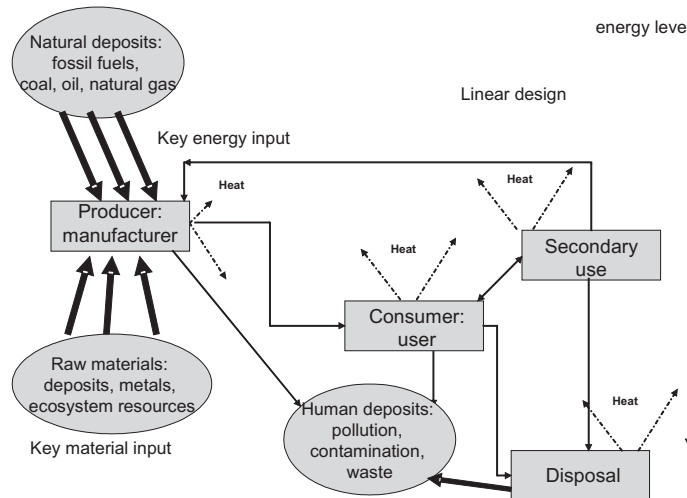 Natural deposits:
fossil fuels,
coal, oil, natural gas
energy leve
Linear design
Key energy input
Heat
Heat
Heat
Producer:
manufacturer
Secondary
use
Consumer:
user
Raw materials:
deposits, metals,
ecosystem resources
Key material input
Human deposits:
pollution,
contamination,
waste
Heat
Disposal